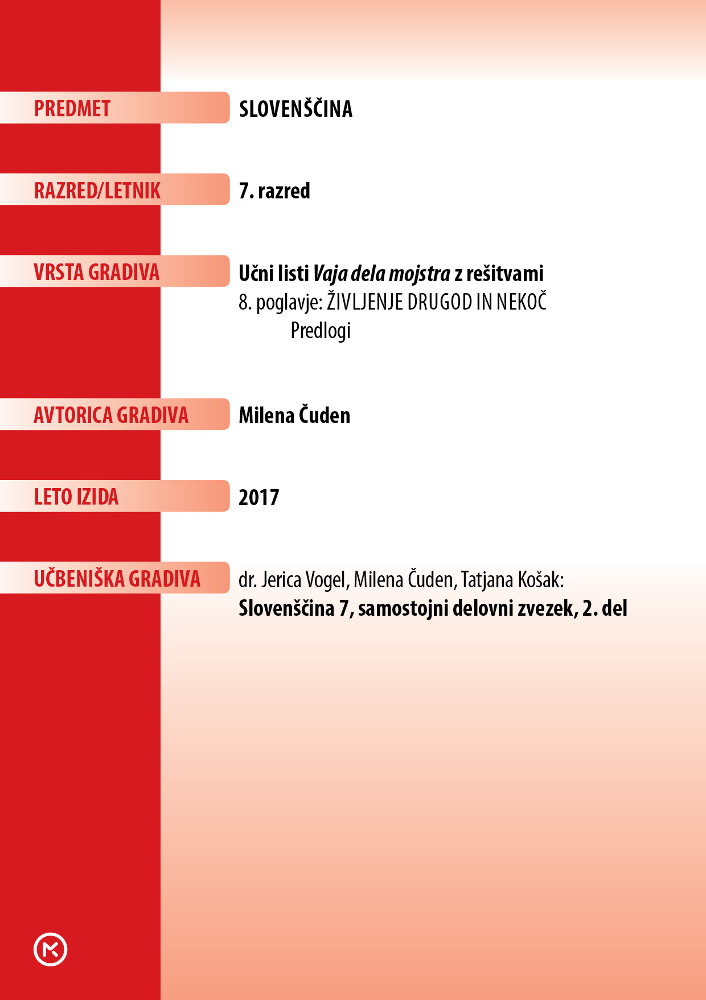 PREDMET SLOVENŠČINA
RAZRED/LETNIK 7. razred
VRSTA GRADIVA Učni listi Vaja dela mojstra z rešitvami
8. poglavje: ŽIVLJENJE DRUGOD IN NEKOČ
Predlogi
AVTORICA GRADIVA Milena Čuden
LETO IZIDA 2017
UČBENIŠKA GRADIVA dr. Jerica Vogel, Milena Čuden, Tatjana Košak:
Slovenščina 7, samostojni delovni zvezek, 2. del